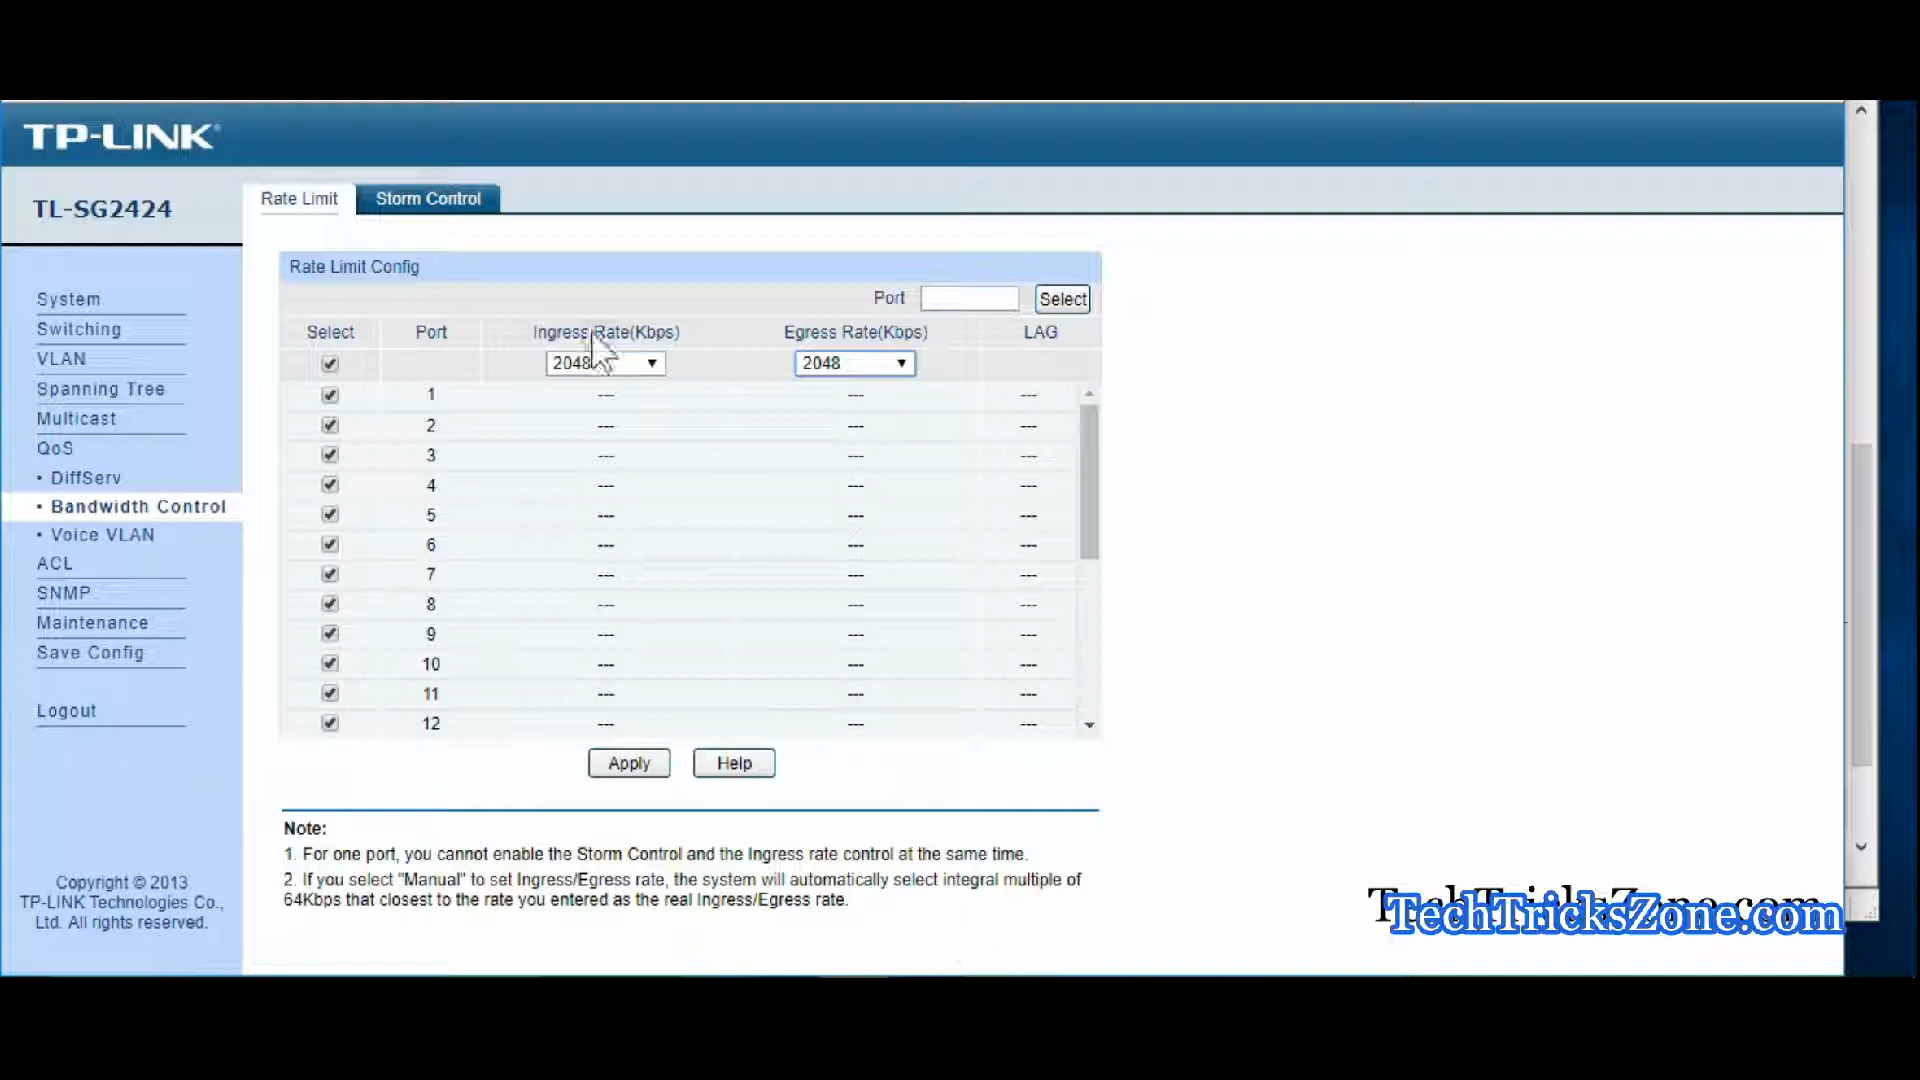 TP-LINK
TL-SG2424
Rate Limit
Storm Control
System
Switching
VLAN
Spanning Tree
Multicast
QoS
• DiffServ
• Bandwidth Control
• Voice VLAN
ACL
SNMP
Maintenance
Save Config
Logout
Copyright © 2013
TP-LINK Technologies Co.,
Ltd. All rights reserved.
Rate Limit Config
Port Select
Select Port Ingress Rate(Kbps) Egress Rate(Kbps) LAG
2048 2048
1 --- --- ---
2 --- --- ---
3 --- --- ---
4 --- --- ---
5 --- --- ---
6 --- --- ---
7 --- --- ---
8 --- --- ---
9 --- --- ---
10 --- --- ---
11 --- --- ---
12 --- --- ---
Apply Help
Note:
1. For one port, you cannot enable the Storm Control and the Ingress rate control at the same time.
2. If you select "Manual" to set Ingress/Egress rate, the system will automatically select integral multiple of
64Kbps that closest to the rate you entered as the real Ingress/Egress rate.
TechTricksZone.com
TechTricksZone.com